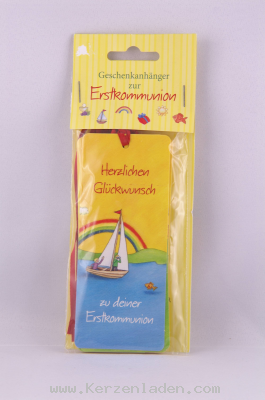 Geschenkanhänger
zur
Erstkommunion
Herzlichen
Glückwunsch
zu deiner
Erstkommunion
www.Kerzenladen.com